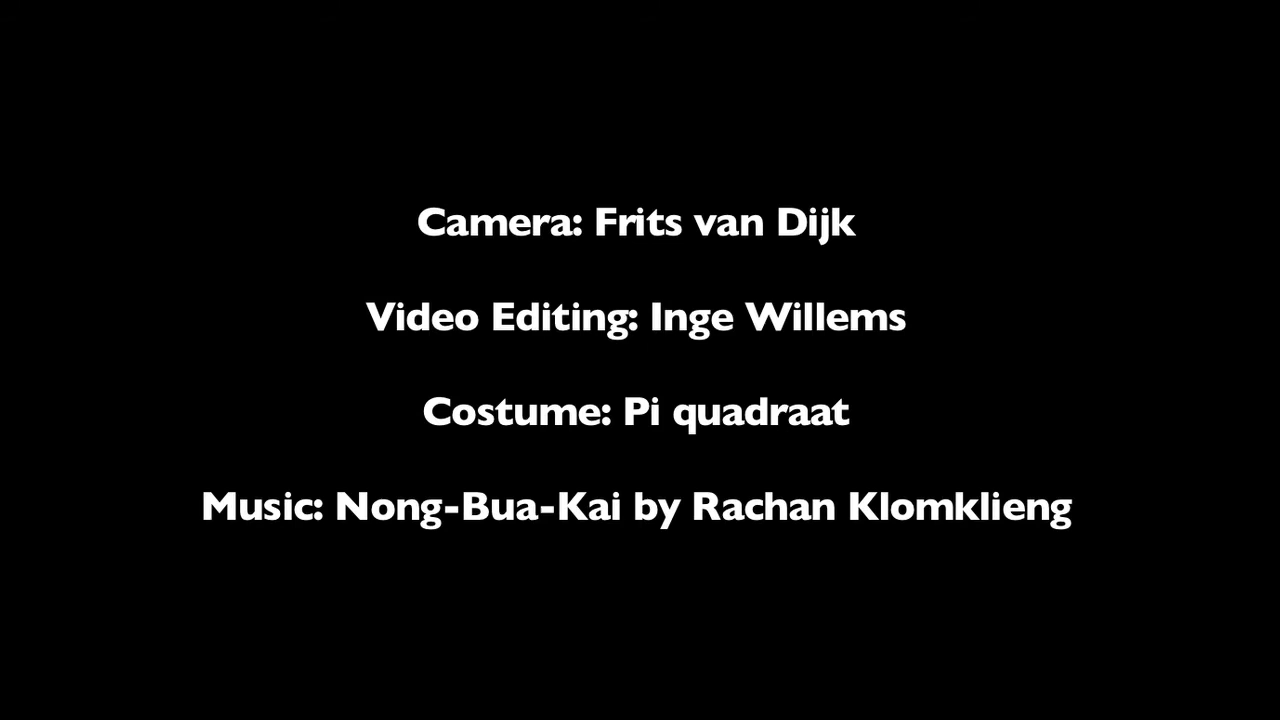 Camera: Frits van Dijk
Video Editing: Inge Willems
Costume: Pi quadraat
Music: Nong-Bua-Kai by Rachan Klomklieng